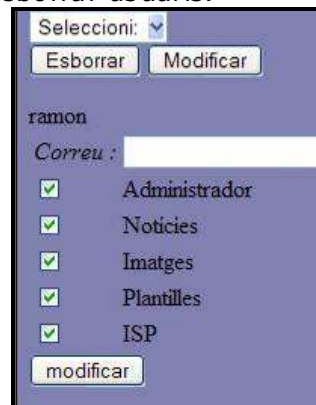 esborrar usuaris.
Seleccioni:
Esborrar Modificar
ramon
Correu :
Administrador
Notícies
Imatges
Plantilles
ISP
modificar